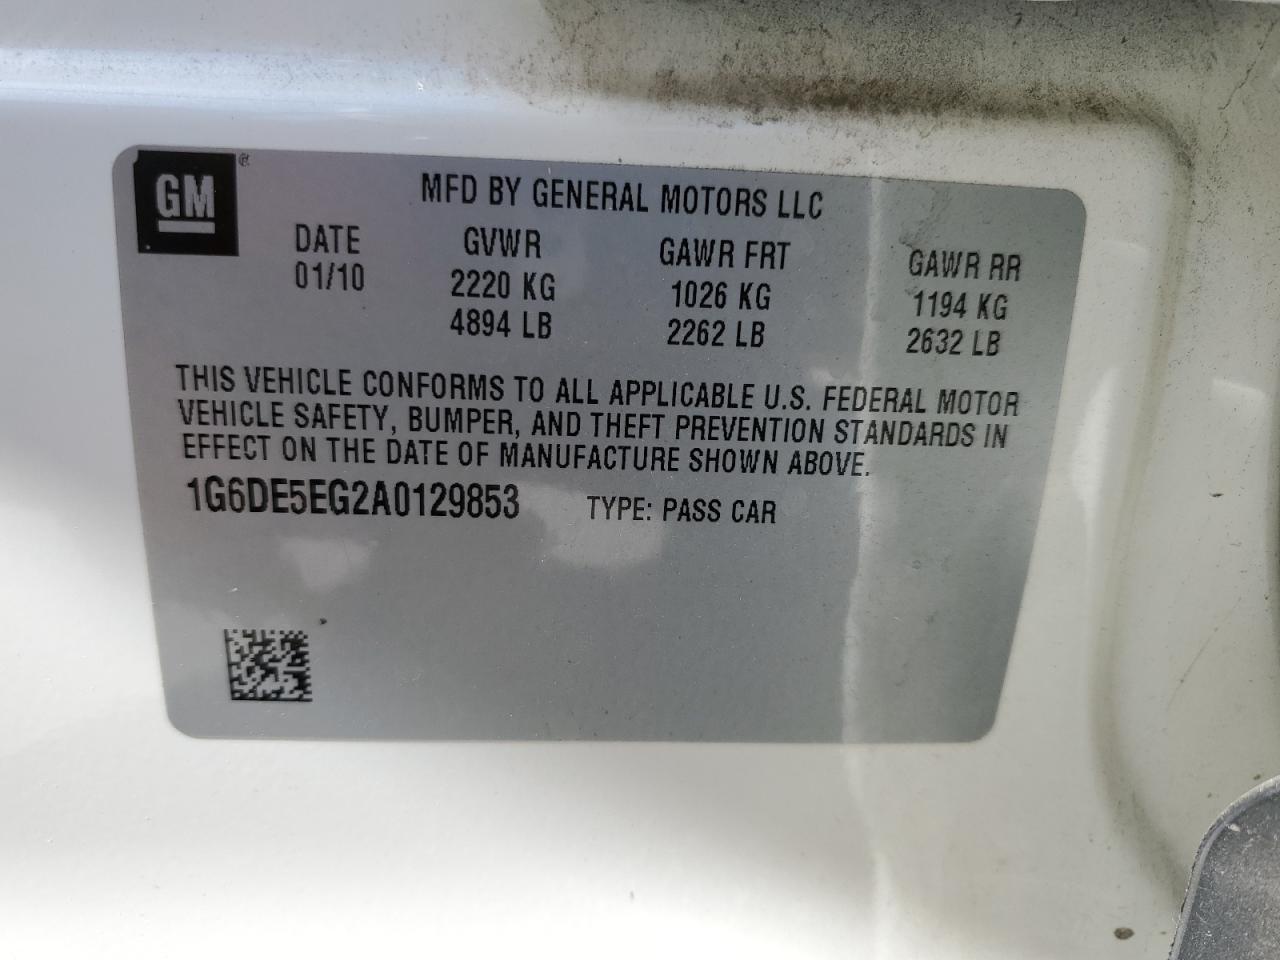 GM ®
MFD BY GENERAL MOTORS LLC
DATE GVWR GAWR FRT GAWR RR
01/10 2220 KG 1026 KG 1194 KG
4894 LB 2262 LB 2632 LB
THIS VEHICLE CONFORMS TO ALL APPLICABLE U.S. FEDERAL MOTOR
VEHICLE SAFETY, BUMPER, AND THEFT PREVENTION STANDARDS IN
EFFECT ON THE DATE OF MANUFACTURE SHOWN ABOVE.
1G6DE5EG2A0129853 TYPE: PASS CAR